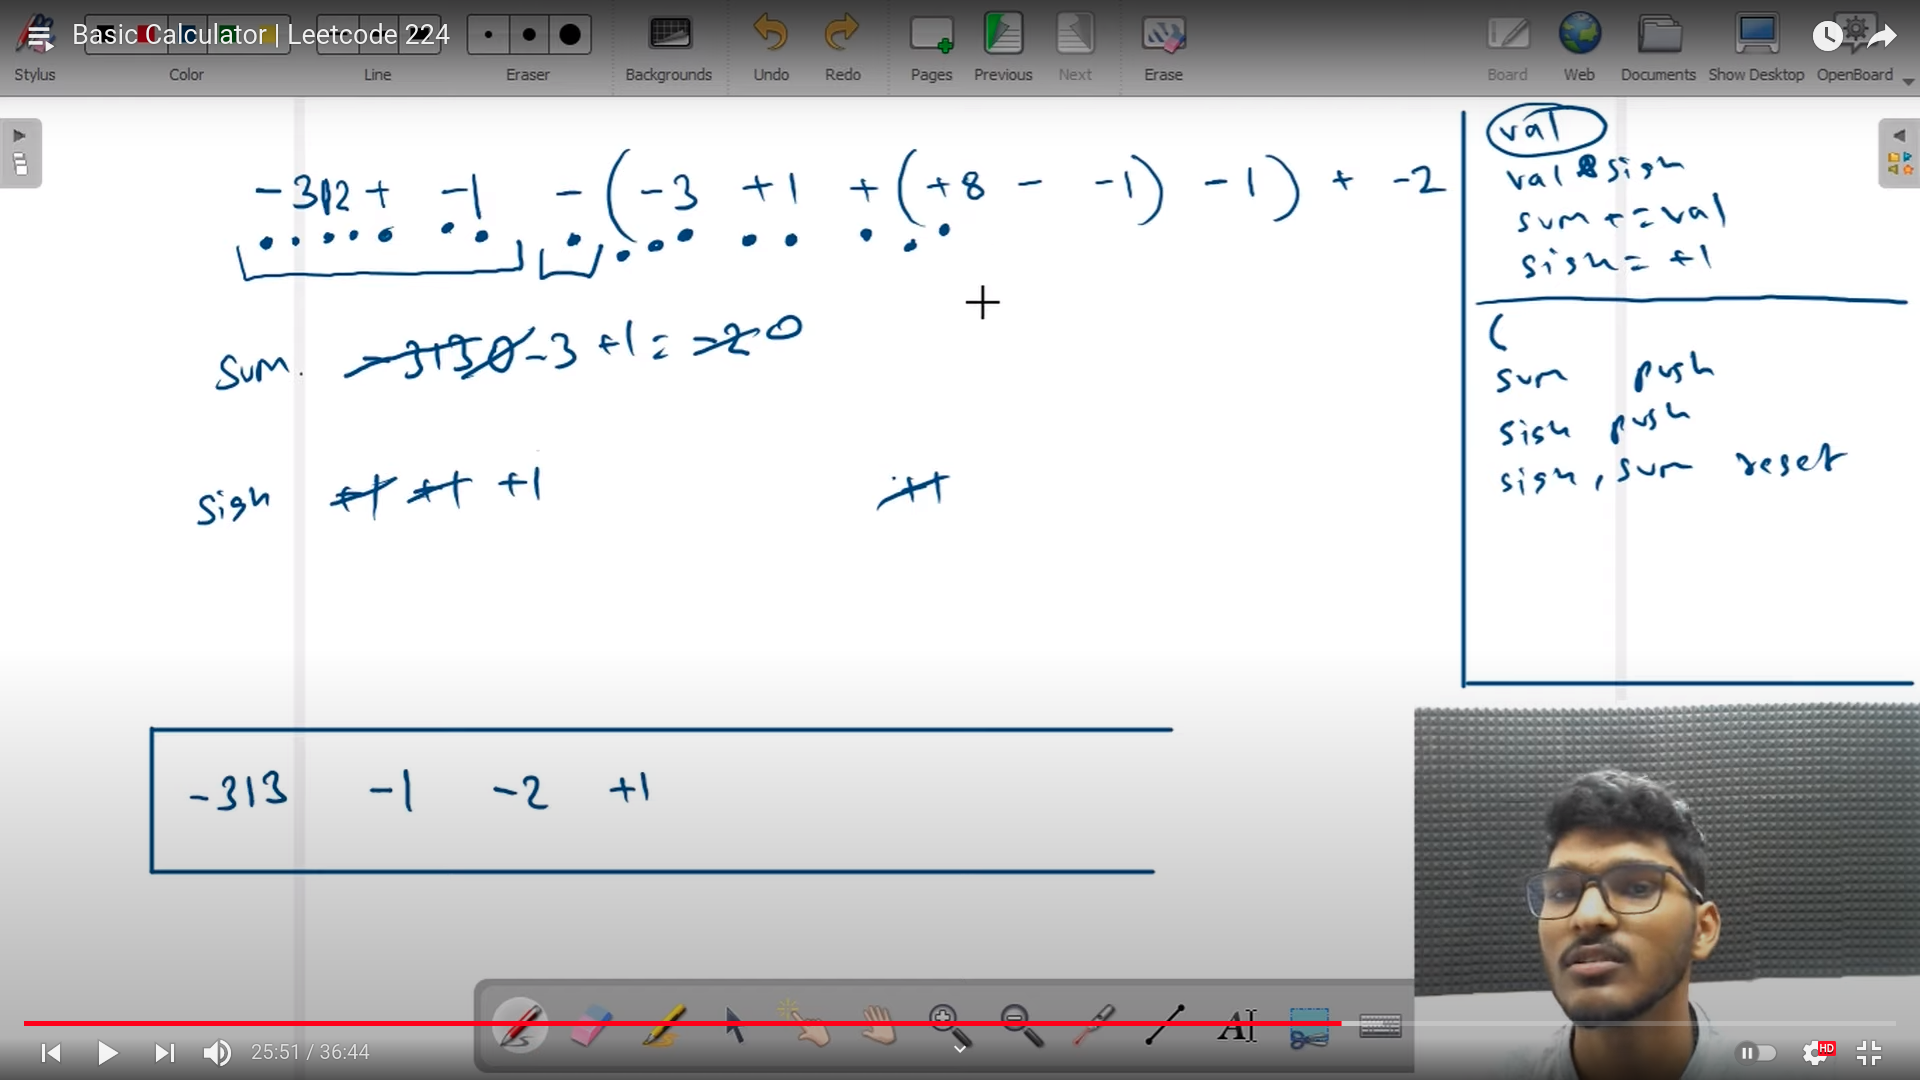 Basic Calculator | Leetcode 224
Stylus Color Line Eraser Backgrounds Undo Redo Pages Previous Next Erase Board Web Documents Show Desktop OpenBoard
-312 + -1 - ( -3 +1 + ( +8 - -1 ) -1 ) + -2
sum. -313 0 -3 +1 = -2 0
sign +1 +1 +1 +1
-313 -1 -2 +1
val
val * sign
sum += val
sign = +1
(
sum push
sign push
sign, sum reset
AI
25:51 / 36:44
HD